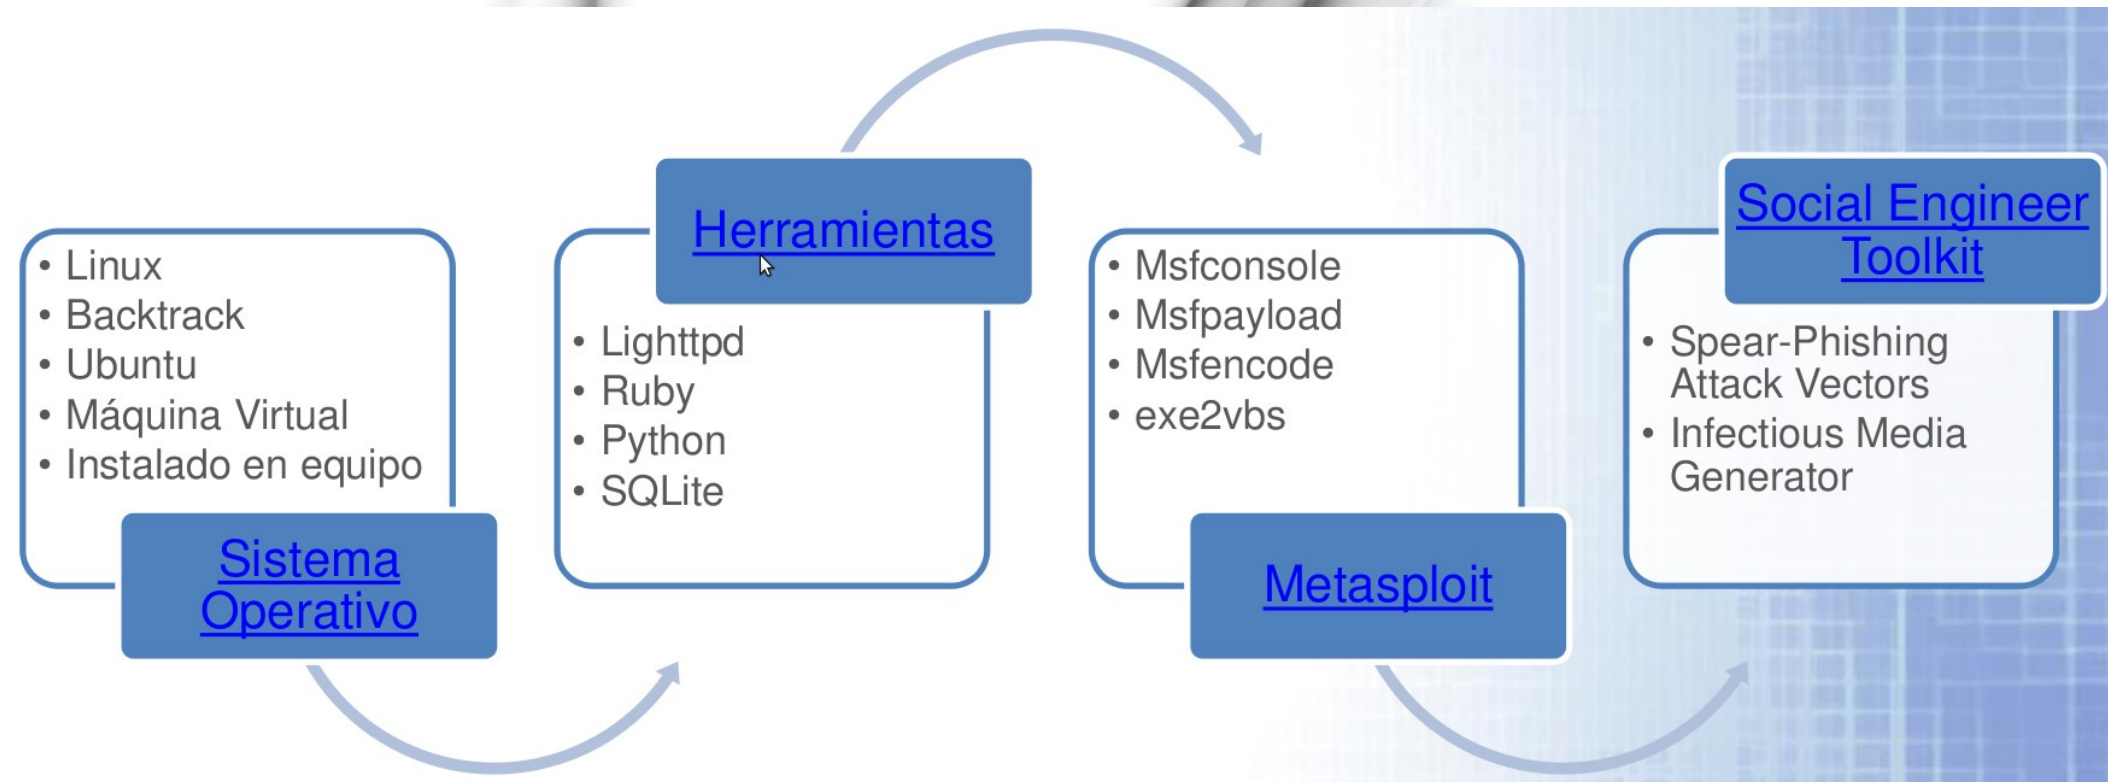 Linux
Backtrack
Ubuntu
Máquina Virtual
Instalado en equipo
Sistema
Operativo
Herramientas
Lighttpd
Ruby
Python
SQLite
Msfconsole
Msfpayload
Msfencode
exe2vbs
Metasploit
Social Engineer
Toolkit
Spear-Phishing
Attack Vectors
Infectious Media
Generator